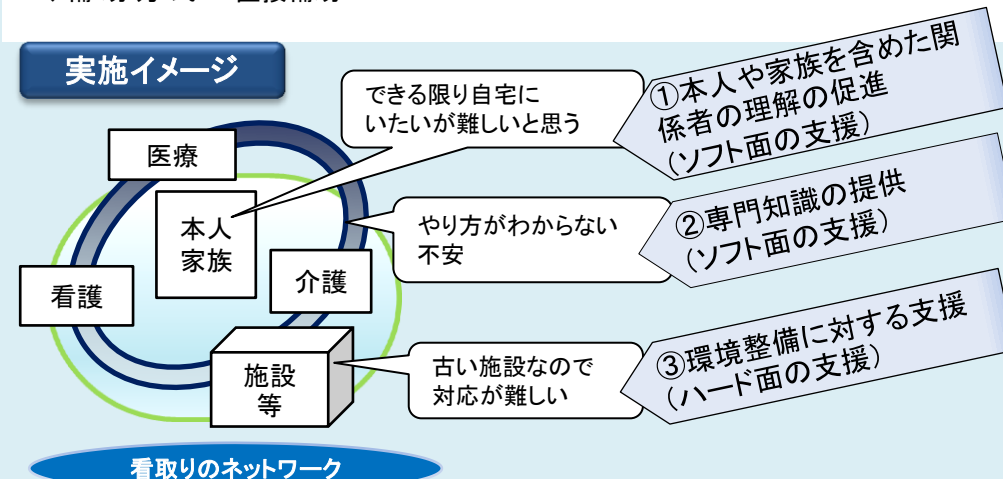 実施イメージ
できる限り自宅に
いたいが難しいと思う
①本人や家族を含めた関
係者の理解の促進
(ソフト面の支援)
医療
本人
家族
看護
介護
やり方がわからない
不安
②専門知識の提供
(ソフト面の支援)
施設
等
古い施設なので
対応が難しい
③環境整備に対する支援
(ハード面の支援)
看取りのネットワーク